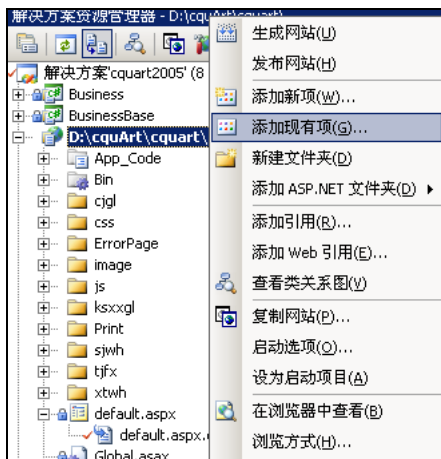 解决方案资源管理器 - D:\cquArt\cquart\
解决方案'cquart2005' (8
Business
BusinessBase
D:\cquArt\cquart\
App_Code
Bin
cjgl
css
ErrorPage
image
js
ksxxgl
Print
sjwh
tjfx
xtwh
default.aspx
default.aspx.
Global.asax
生成网站(U)
发布网站(H)
添加新项(W)...
添加现有项(G)...
新建文件夹(D)
添加 ASP.NET 文件夹(D)
添加引用(R)...
添加 Web 引用(E)...
查看类关系图(V)
复制网站(P)...
启动选项(O)...
设为启动项目(A)
在浏览器中查看(B)
浏览方式(H)...